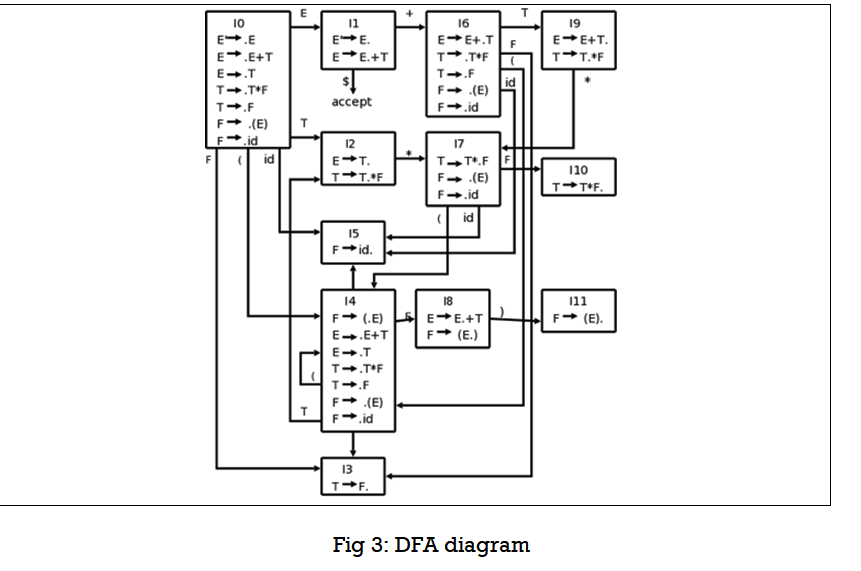 I0
E'→.E
E→.E+T
E→.T
T→.T*F
T→.F
F→ .(E)
F→.id
E
I1
E'→E.
E→E.+T
$
accept
+
I6
E→E+.T
T→.T*F
T→.F
F→ .(E)
F→.id
T
F
(
id
I9
E→E+T.
T→T.*F
*
T
I2
E→T.
T→T.*F
*
I7
T→T*.F
F→ .(E)
F→.id
F
I10
T→T*F.
F
(
id
(
id
I5
F→id.
I4
F→ (.E)
E→.E+T
E→.T
T→.T*F
T→.F
F→ .(E)
F→.id
(
T
I8
E→E.+T
F→ (E.)
)
I11
F→ (E).
I3
T→F.
Fig 3: DFA diagram